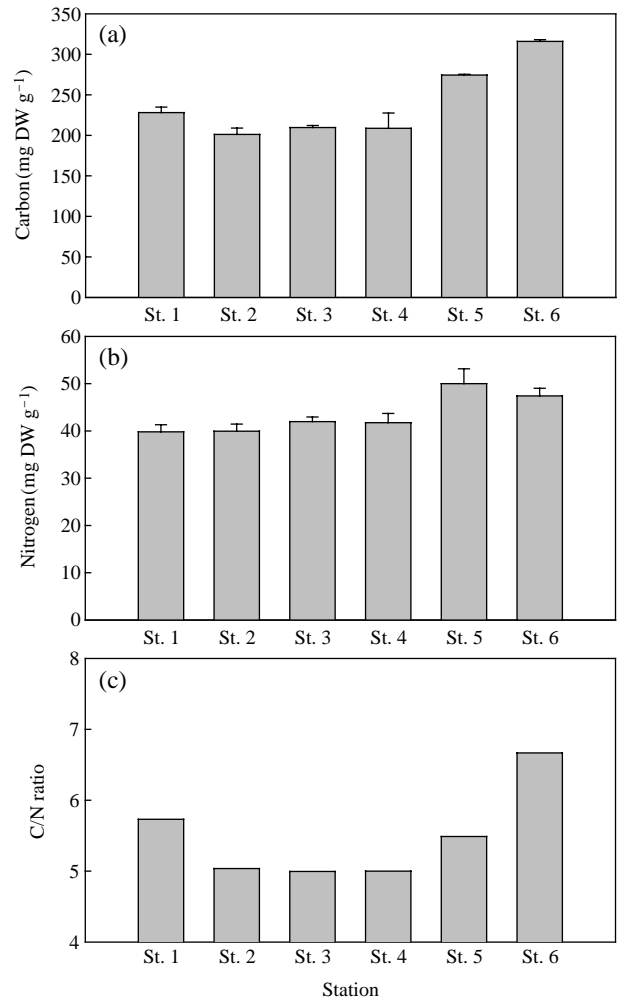 (a)
Carbon (mg DW g⁻¹)
350
300
250
200
150
100
50
0
St. 1 St. 2 St. 3 St. 4 St. 5 St. 6
(b)
Nitrogen (mg DW g⁻¹)
60
50
40
30
20
10
0
St. 1 St. 2 St. 3 St. 4 St. 5 St. 6
(c)
C/N ratio
8
7
6
5
4
St. 1 St. 2 St. 3 St. 4 St. 5 St. 6
Station